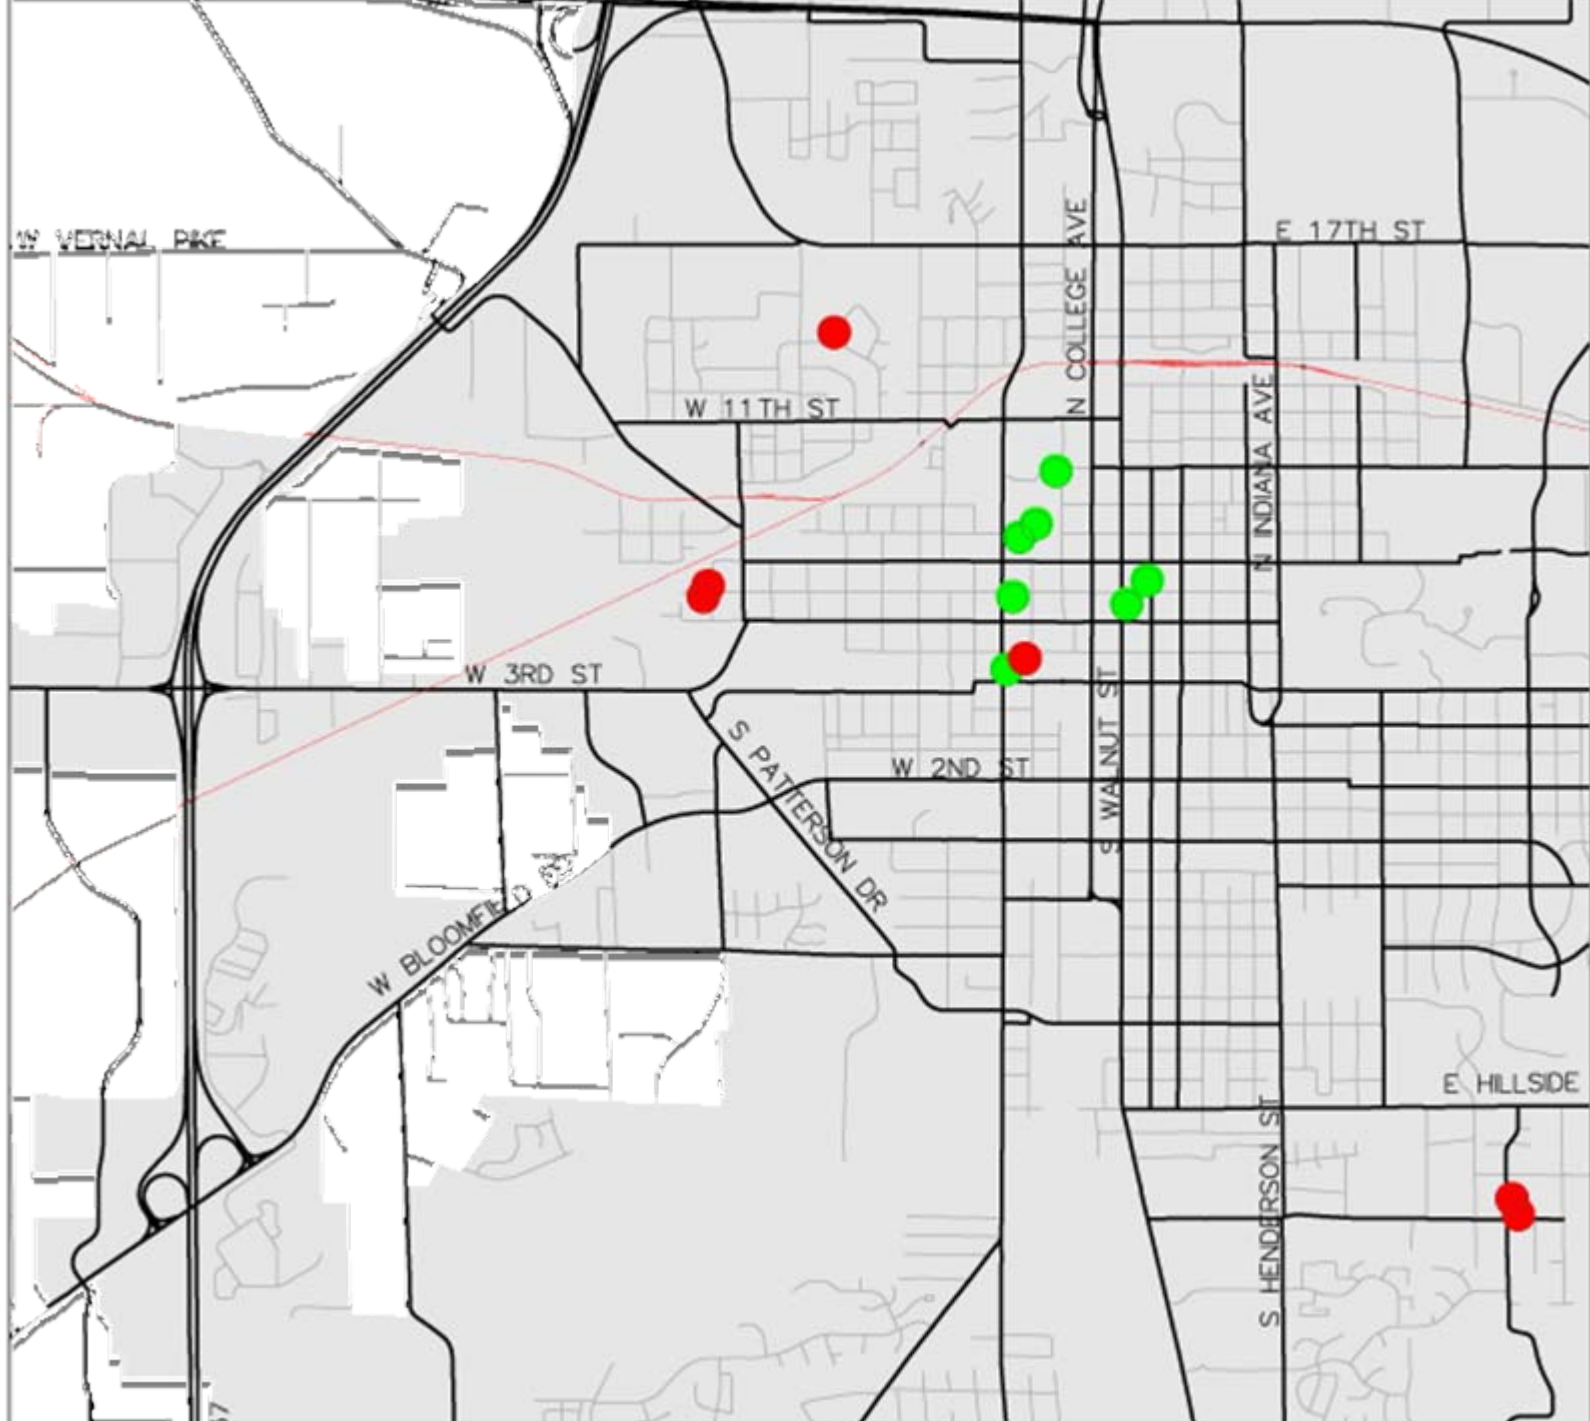 W VERNAL PIKE
E 17TH ST
N COLLEGE AVE
W 11TH ST
N INDIANA AVE
W 3RD ST
S PATTERSON DR
W 2ND ST
S WALNUT ST
W BLOOMFIELD
E HILLSIDE
S HENDERSON ST